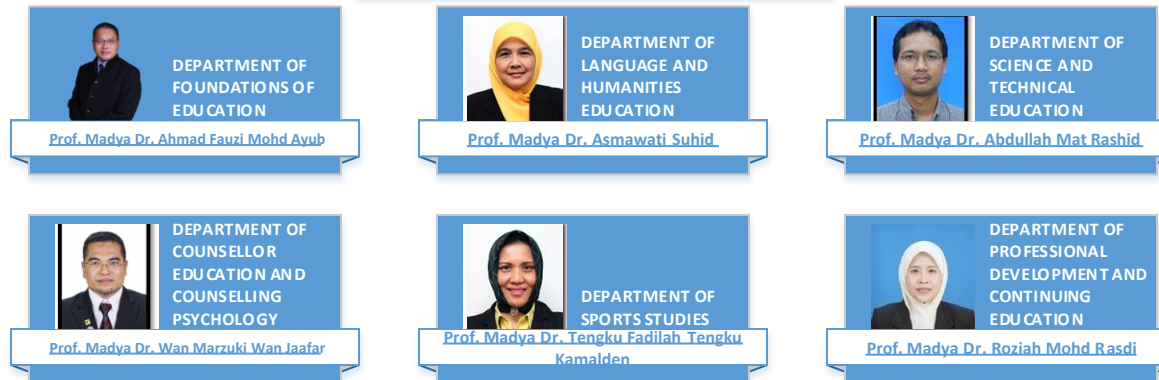 DEPARTMENT OF
FOUNDATIONS OF
EDUCATION
Prof. Madya Dr. Ahmad Fauzi Mohd Ayub
DEPARTMENT OF
LANGUAGE AND
HUMANITIES
EDUCATION
Prof. Madya Dr. Asmawati Suhid
DEPARTMENT OF
SCIENCE AND
TECHNICAL
EDUCATION
Prof. Madya Dr. Abdullah Mat Rashid
DEPARTMENT OF
COUNSELLOR
EDUCATION AND
COUNSELLING
PSYCHOLOGY
Prof. Madya Dr. Wan Marzuki Wan Jaafar
DEPARTMENT OF
SPORTS STUDIES
Prof. Madya Dr. Tengku Fadilah Tengku
Kamalden
DEPARTMENT OF
PROFESSIONAL
DEVELOPMENT AND
CONTINUING
EDUCATION
Prof. Madya Dr. Roziah Mohd Rasdi